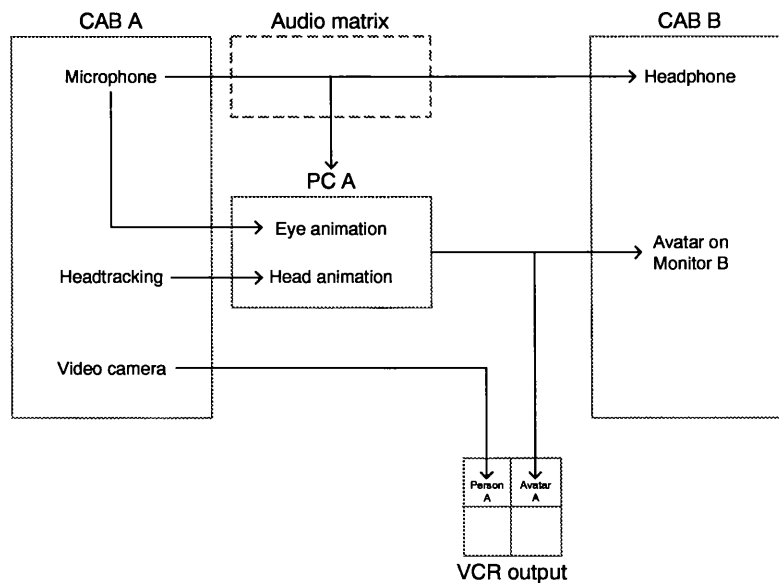 CAB A
Audio matrix
CAB B
Microphone
Headphone
PC A
Eye animation
Avatar on
Monitor B
Headtracking
Head animation
Video camera
Person
A
Avatar
A
VCR output